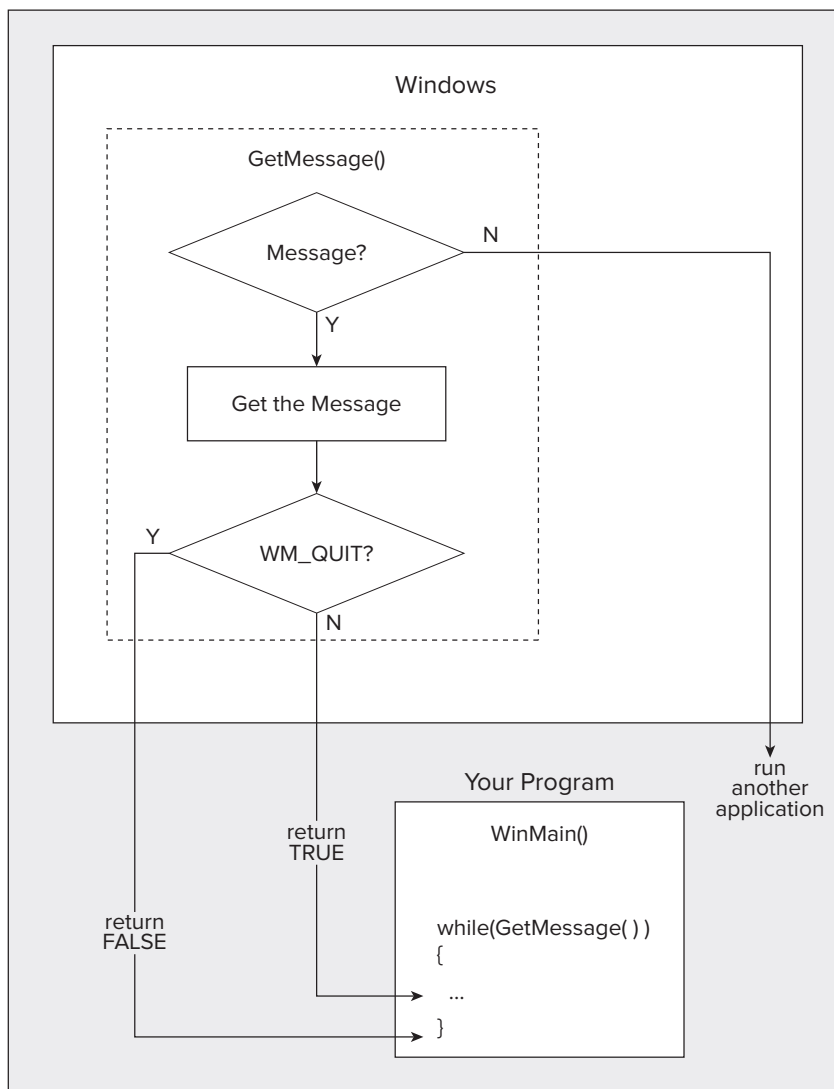 Windows
GetMessage()
Message?
N
Y
Get the Message
Y
WM_QUIT?
N
run
another
application
Your Program
WinMain()
return
TRUE
while(GetMessage( ) )
{
return
FALSE
...
}